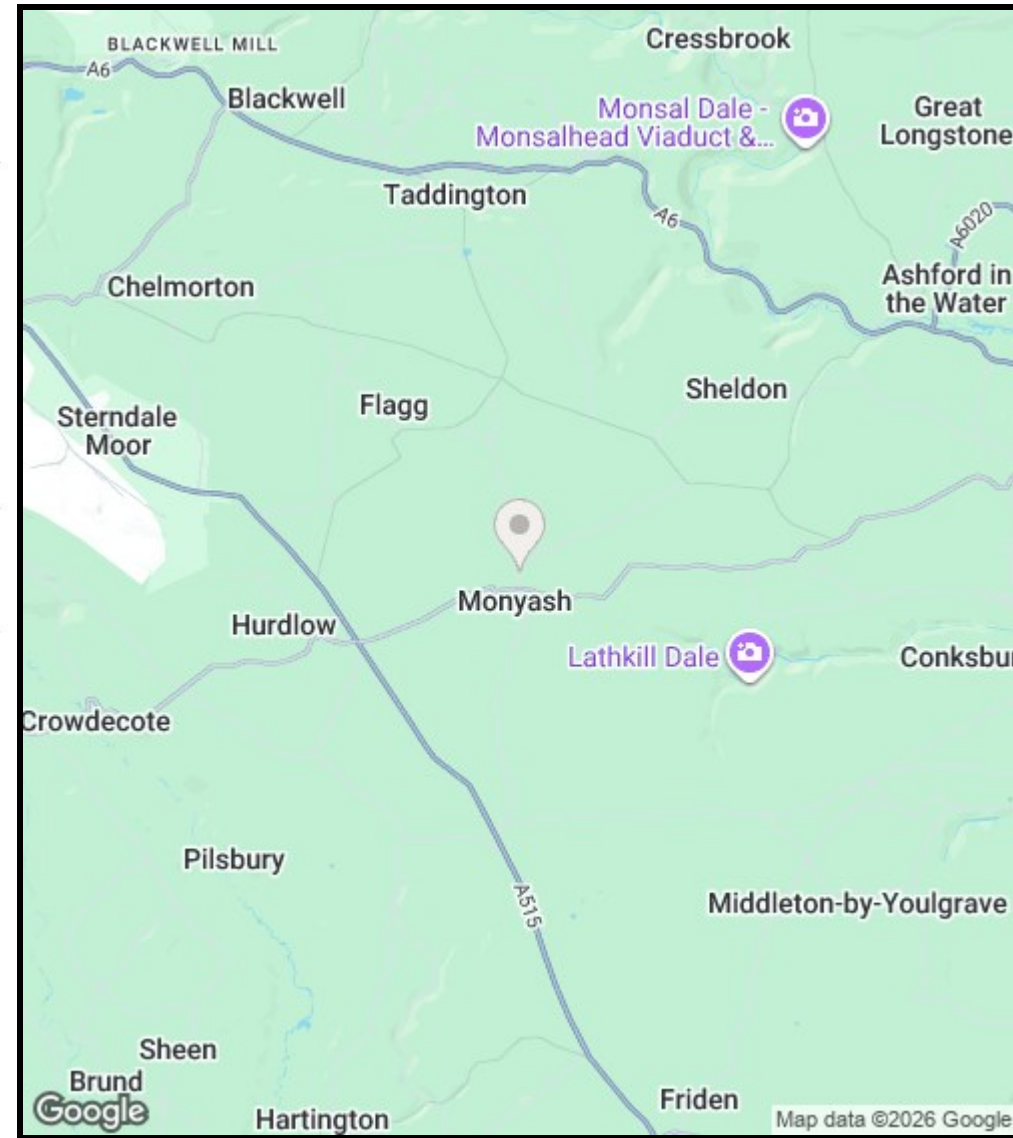 Cressbrook
BLACKWELL MILL
A6
Blackwell
Monsal Dale -
Monsalhead Viaduct &...
Great
Longstone
Taddington
A6
A6020
Chelmorton
Ashford in
the Water
Sheldon
Flagg
Sterndale
Moor
Monyash
Hurdlow
Lathkill Dale
Conksbur
Crowdecote
Pilsbury
A515
Middleton-by-Youlgrave
Sheen
Brund
Friden
Google
Hartington
Map data ©2026 Google